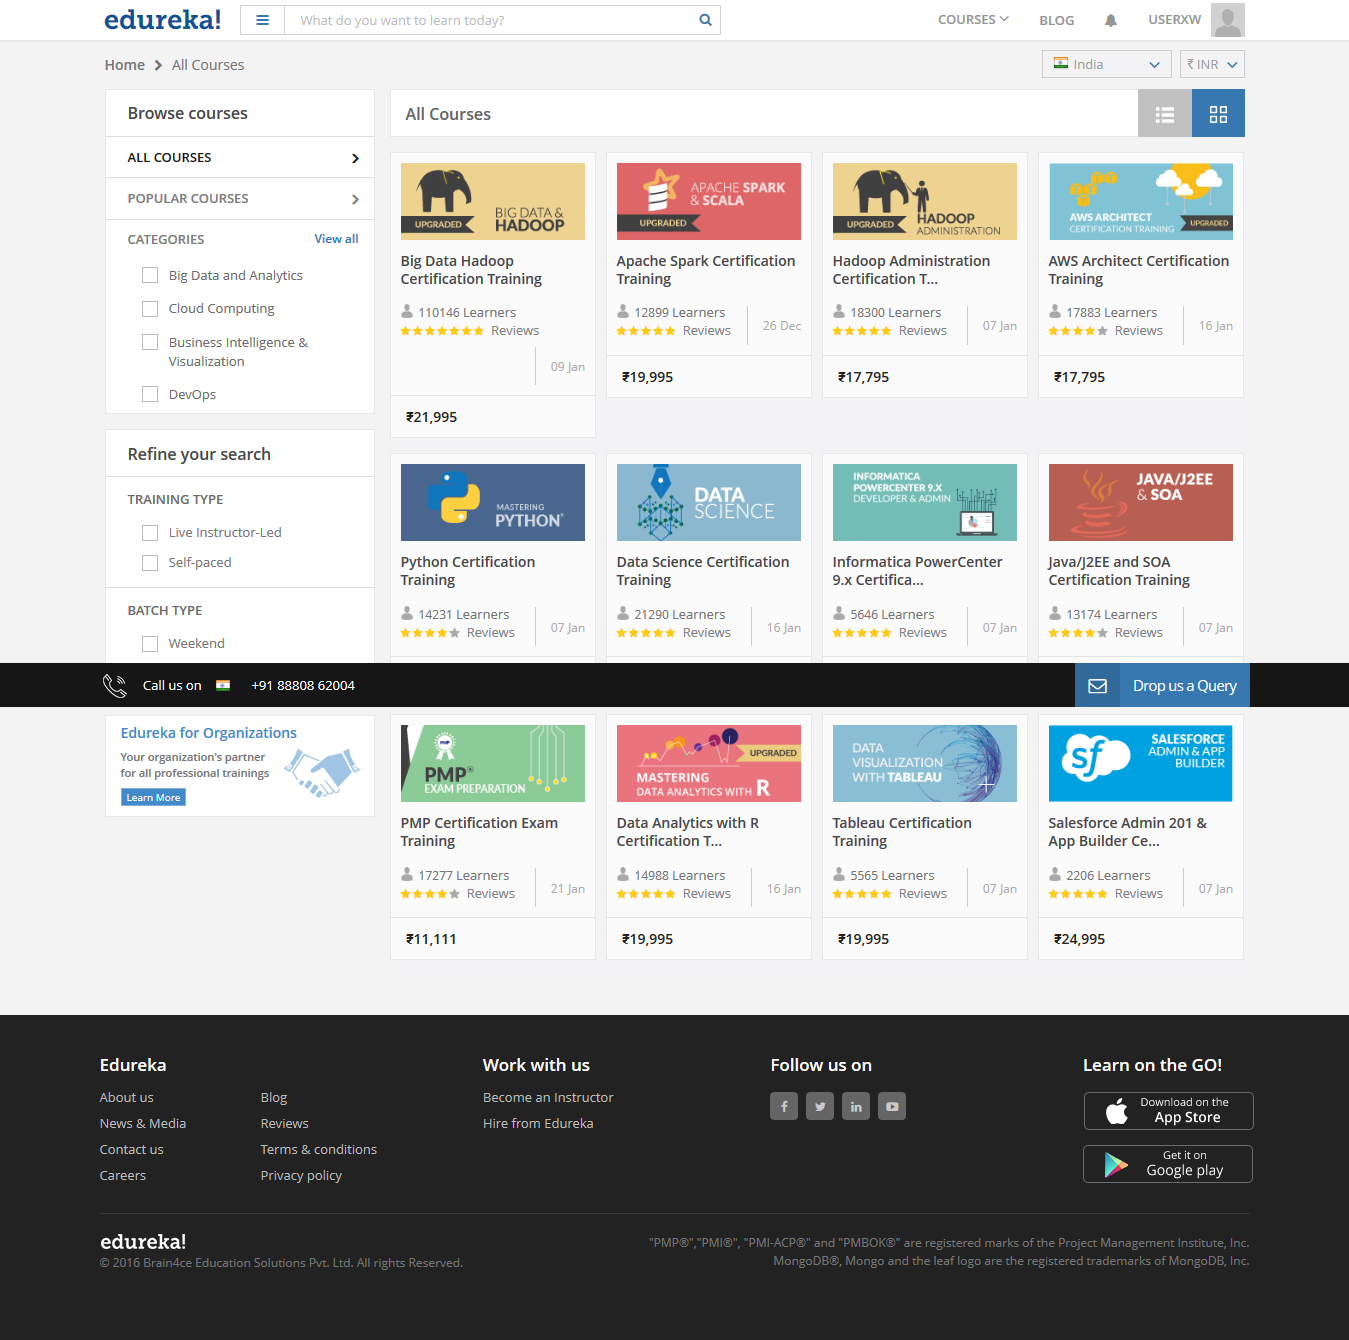 edureka!
What do you want to learn today?
COURSES
BLOG
USERXW
Home
All Courses
India
₹ INR
Browse courses
ALL COURSES
POPULAR COURSES
CATEGORIES
View all
Big Data and Analytics
Cloud Computing
Business Intelligence &
Visualization
DevOps
Refine your search
TRAINING TYPE
Live Instructor-Led
Self-paced
BATCH TYPE
Weekend
All Courses
UPGRADED
BIG DATA &
HADOOP
Big Data Hadoop
Certification Training
110146 Learners
Reviews
09 Jan
₹21,995
APACHE SPARK
& SCALA
UPGRADED
Apache Spark Certification
Training
12899 Learners
Reviews
26 Dec
₹19,995
UPGRADED
HADOOP
ADMINISTRATION
Hadoop Administration
Certification T...
18300 Learners
Reviews
07 Jan
₹17,795
AWS ARCHITECT
CERTIFICATION TRAINING
UPGRADED
AWS Architect Certification
Training
17883 Learners
Reviews
16 Jan
₹17,795
MASTERING
PYTHON
Python Certification
Training
14231 Learners
Reviews
07 Jan
DATA
SCIENCE
Data Science Certification
Training
21290 Learners
Reviews
16 Jan
INFORMATICA
POWERCENTER 9.X
DEVELOPER & ADMIN
Informatica PowerCenter
9.x Certifica...
5646 Learners
Reviews
07 Jan
JAVA/J2EE
& SOA
Java/J2EE and SOA
Certification Training
13174 Learners
Reviews
07 Jan
Call us on
+91 88808 62004
Drop us a Query
Edureka for Organizations
Your organization's partner
for all professional trainings
Learn More
PMP®
EXAM PREPARATION
PMP Certification Exam
Training
17277 Learners
Reviews
21 Jan
₹11,111
UPGRADED
MASTERING
DATA ANALYTICS WITH R
Data Analytics with R
Certification T...
14988 Learners
Reviews
16 Jan
₹19,995
DATA
VISUALIZATION
WITH TABLEAU
Tableau Certification
Training
5565 Learners
Reviews
07 Jan
₹19,995
sf
SALESFORCE
ADMIN & APP
BUILDER
Salesforce Admin 201 &
App Builder Ce...
2206 Learners
Reviews
07 Jan
₹24,995
Edureka
About us
News & Media
Contact us
Careers
Blog
Reviews
Terms & conditions
Privacy policy
Work with us
Become an Instructor
Hire from Edureka
Follow us on
Learn on the GO!
Download on the
App Store
Get it on
Google play
edureka!
© 2016 Brain4ce Education Solutions Pvt. Ltd. All rights Reserved.
"PMP®","PMI®", "PMI-ACP®" and "PMBOK®" are registered marks of the Project Management Institute, Inc.
MongoDB®, Mongo and the leaf logo are the registered trademarks of MongoDB, Inc.